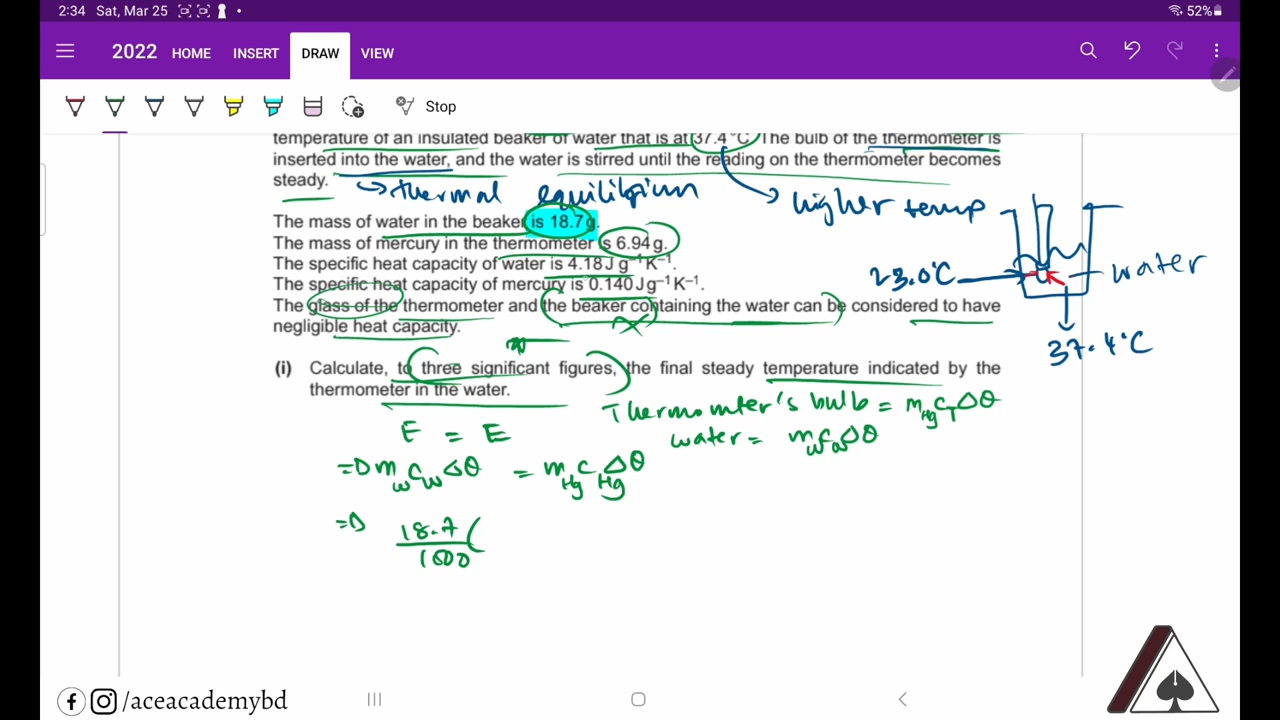 2:34 Sat, Mar 25 52%
2022 HOME INSERT DRAW VIEW
Stop
temperature of an insulated beaker of water that is at 37.4 °C. The bulb of the thermometer is
inserted into the water, and the water is stirred until the reading on the thermometer becomes
steady.
→ thermal equilibrium
higher temp
The mass of water in the beaker is 18.7 g.
The mass of mercury in the thermometer is 6.94 g.
The specific heat capacity of water is 4.18 J g⁻¹ K⁻¹.
The specific heat capacity of mercury is 0.140 J g⁻¹ K⁻¹.
The glass of the thermometer and the beaker containing the water can be considered to have
negligible heat capacity.
23.0°C
water
37.4°C
(i) Calculate, to three significant figures, the final steady temperature indicated by the
thermometer in the water.
Thermomter's bulb = m_Hg c_T Δθ
water = m_w c_w Δθ
E = E
=> m_w c_w Δθ = m_Hg c_Hg Δθ
=> 18.7 (
1000
/aceacademybd